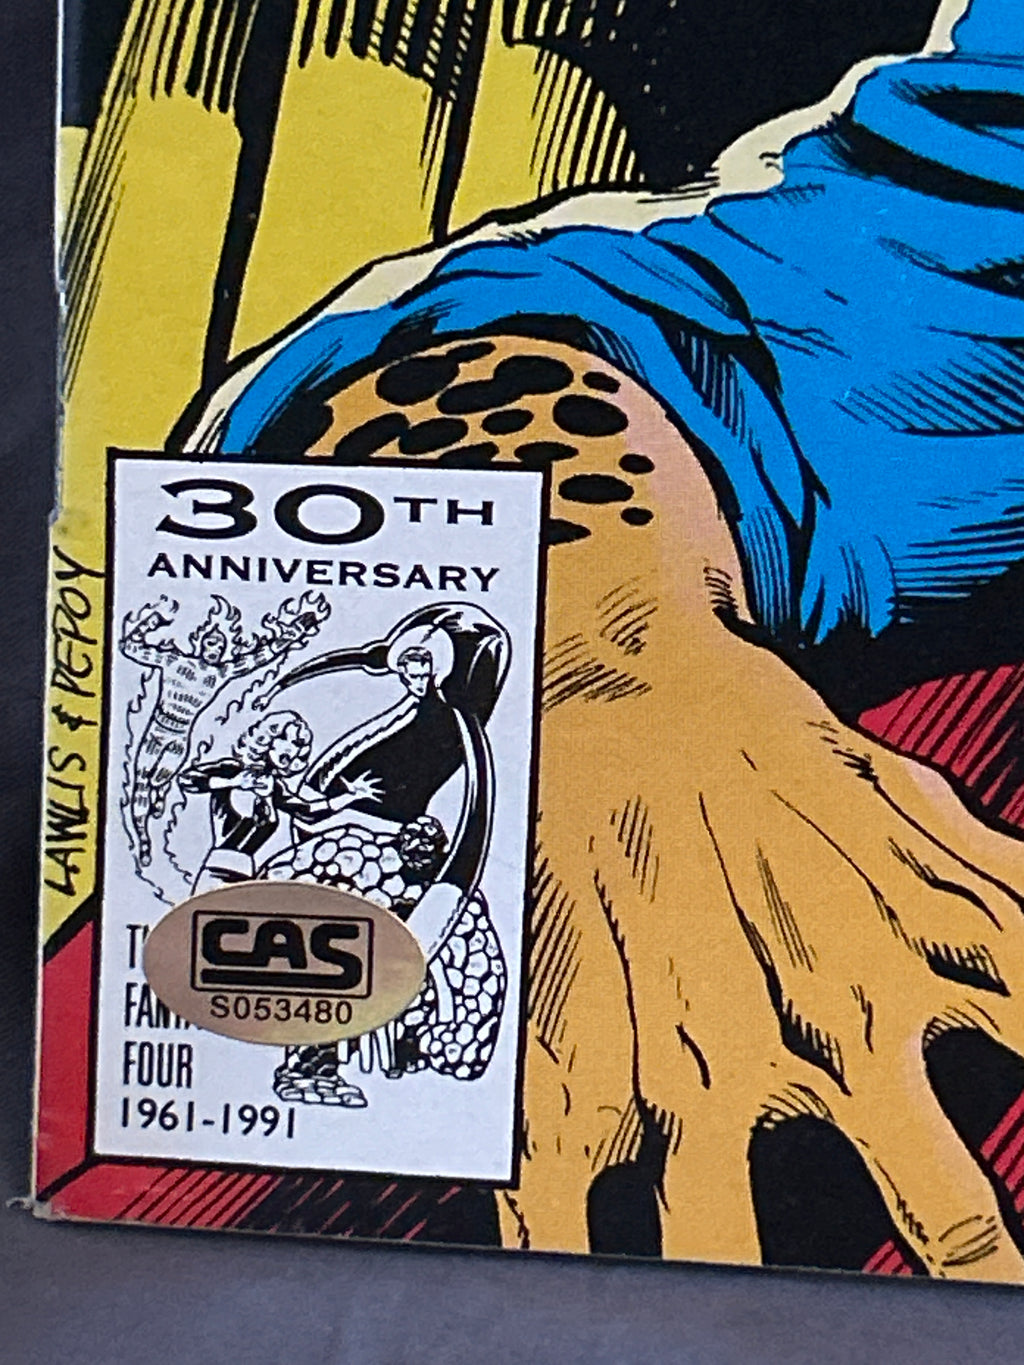 30TH
ANNIVERSARY
LAWLIS & PEPOY
CAS
S053480
FOUR
1961-1991